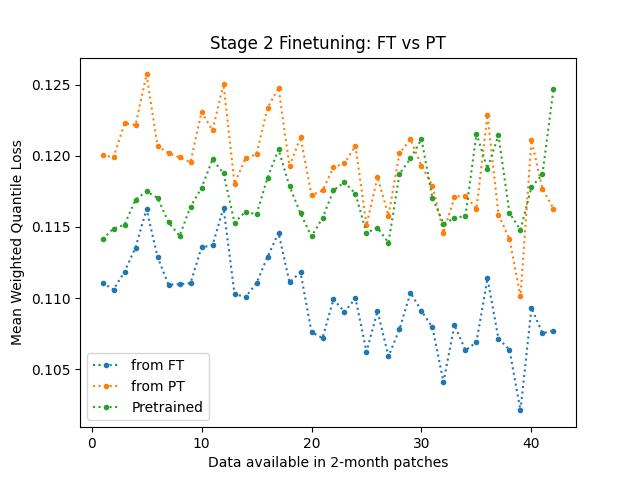 Stage 2 Finetuning: FT vs PT
Mean Weighted Quantile Loss
0.125
0.120
0.115
0.110
0.105
from FT
from PT
Pretrained
0
10
20
30
40
Data available in 2-month patches